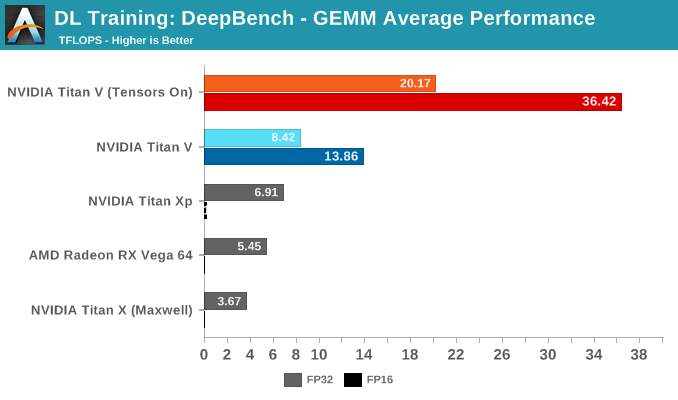 DL Training: DeepBench - GEMM Average Performance
TFLOPS - Higher is Better
NVIDIA Titan V (Tensors On)
20.17
36.42
NVIDIA Titan V
8.42
13.86
NVIDIA Titan Xp
6.91
AMD Radeon RX Vega 64
5.45
NVIDIA Titan X (Maxwell)
3.67
0 2 4 6 8 10 14 18 22 26 30 34 38
FP32 FP16